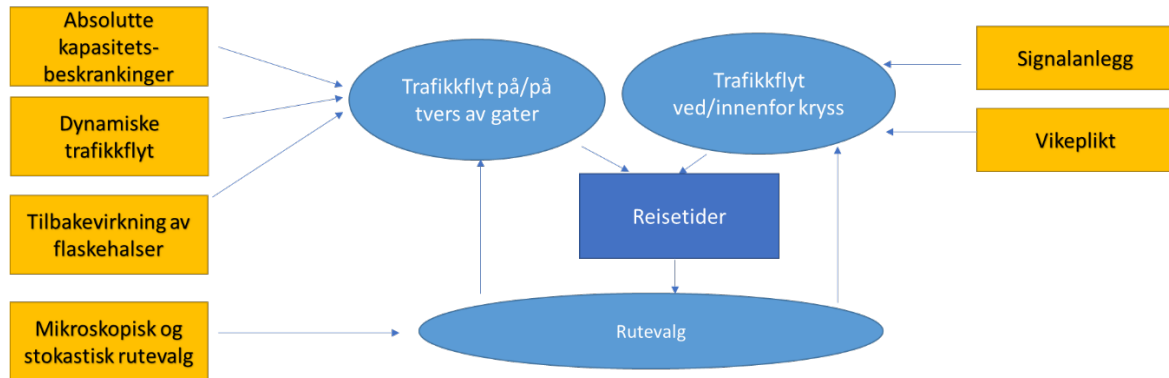 Absolutte
kapasitets-
beskrankinger
Dynamiske
trafikkflyt
Tilbakevirkning av
flaskehalser
Mikroskopisk og
stokastisk rutevalg
Trafikkflyt på/på
tvers av gater
Trafikkflyt
ved/innenfor kryss
Reisetider
Rutevalg
Signalanlegg
Vikeplikt